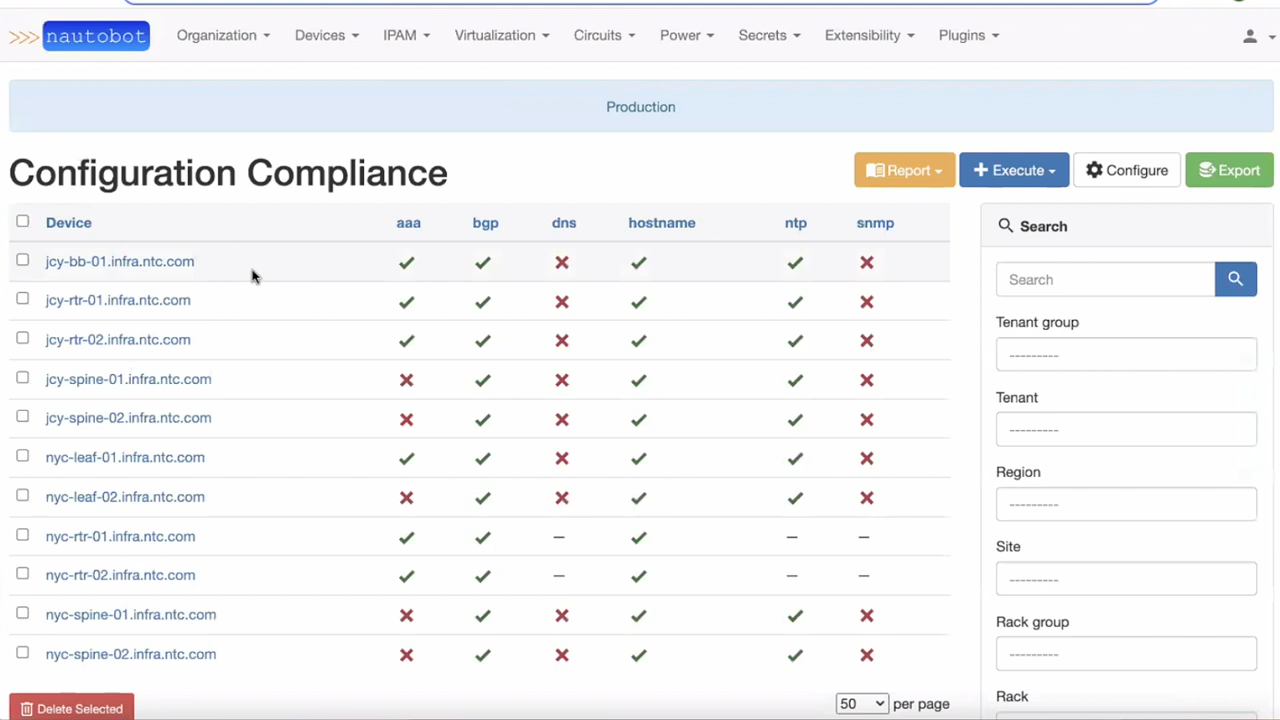 >>> nautobot Organization Devices IPAM Virtualization Circuits Power Secrets Extensibility Plugins
Production
Configuration Compliance
Report Execute Configure Export
Device aaa bgp dns hostname ntp snmp
jcy-bb-01.infra.ntc.com
jcy-rtr-01.infra.ntc.com
jcy-rtr-02.infra.ntc.com
jcy-spine-01.infra.ntc.com
jcy-spine-02.infra.ntc.com
nyc-leaf-01.infra.ntc.com
nyc-leaf-02.infra.ntc.com
nyc-rtr-01.infra.ntc.com — — —
nyc-rtr-02.infra.ntc.com — — —
nyc-spine-01.infra.ntc.com
nyc-spine-02.infra.ntc.com
Delete Selected
50 per page
Search
Search
Tenant group
---------
Tenant
---------
Region
---------
Site
---------
Rack group
---------
Rack